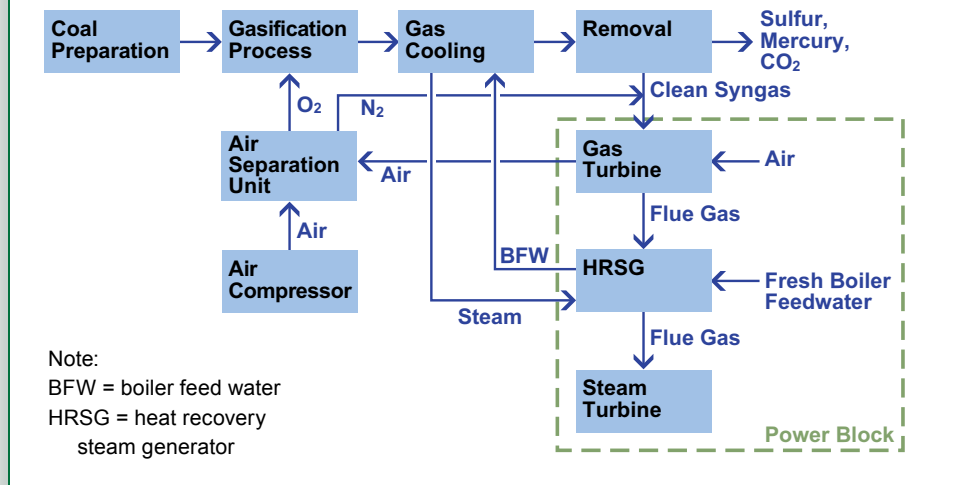 Coal
Preparation
Gasification
Process
Gas
Cooling
Removal
Sulfur,
Mercury,
CO₂
O₂
N₂
Clean Syngas
Air
Separation
Unit
Air
Gas
Turbine
Air
Air
Flue Gas
Air
Compressor
BFW
HRSG
Fresh Boiler
Feedwater
Steam
Flue Gas
Steam
Turbine
Power Block
Note:
BFW = boiler feed water
HRSG = heat recovery
steam generator